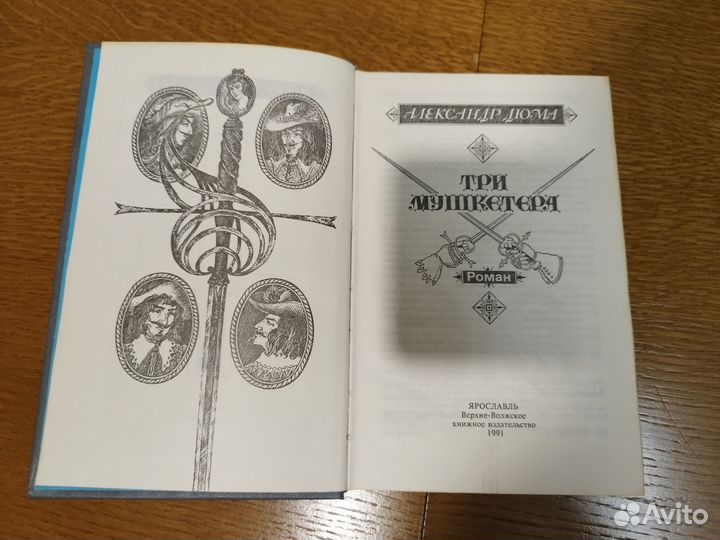 АЛЕКСАНДР ДЮМА
ТРИ
МУШКЕТЕРА
Роман
ЯРОСЛАВЛЬ
Верхне-Волжское
книжное издательство
1991
Avito